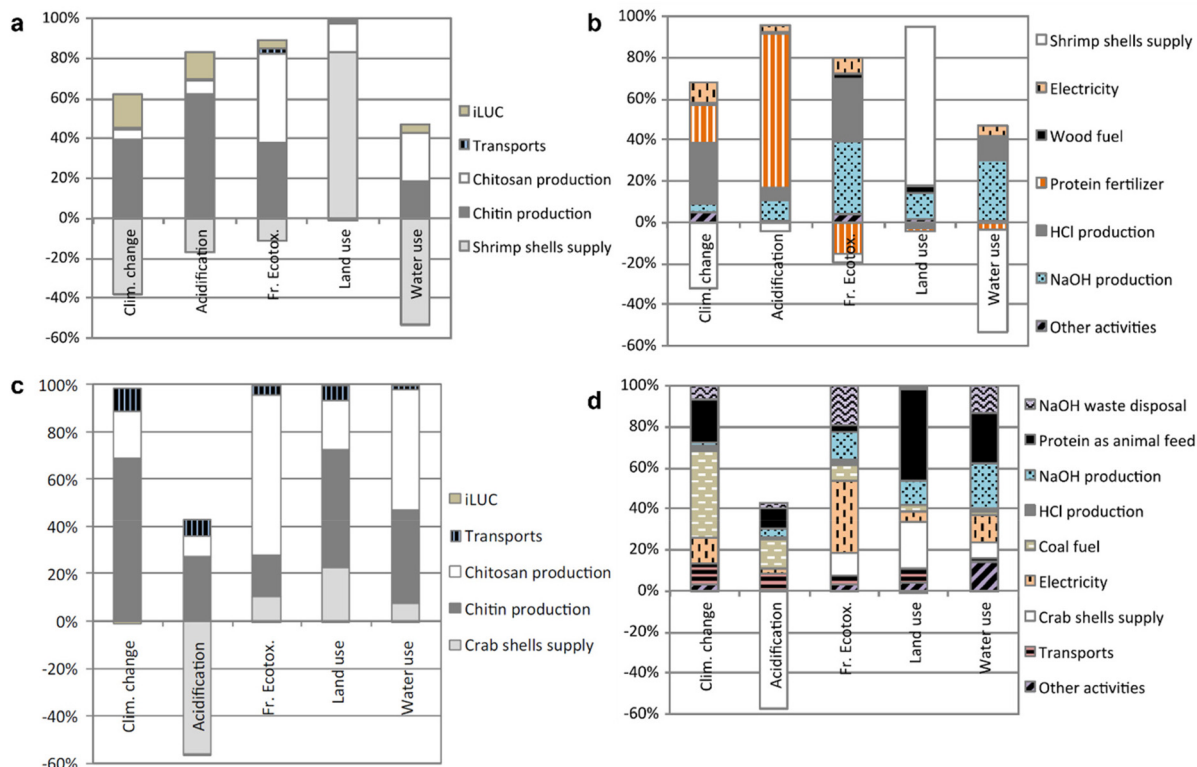 a
100%
80%
60%
40%
20%
0%
-20%
-40%
-60%
Clim. change
Acidification
Fr. Ecotox.
Land use
Water use
iLUC
Transports
Chitosan production
Chitin production
Shrimp shells supply
b
100%
80%
60%
40%
20%
0%
-20%
-40%
-60%
Clim. change
Acidification
Fr. Ecotox.
Land use
Water use
Shrimp shells supply
Electricity
Wood fuel
Protein fertilizer
HCl production
NaOH production
Other activities
c
100%
80%
60%
40%
20%
0%
-20%
-40%
-60%
Clim. change
Acidification
Fr. Ecotox.
Land use
Water use
iLUC
Transports
Chitosan production
Chitin production
Crab shells supply
d
100%
80%
60%
40%
20%
0%
-20%
-40%
-60%
Clim. change
Acidification
Fr. Ecotox.
Land use
Water use
NaOH waste disposal
Protein as animal feed
NaOH production
HCl production
Coal fuel
Electricity
Crab shells supply
Transports
Other activities